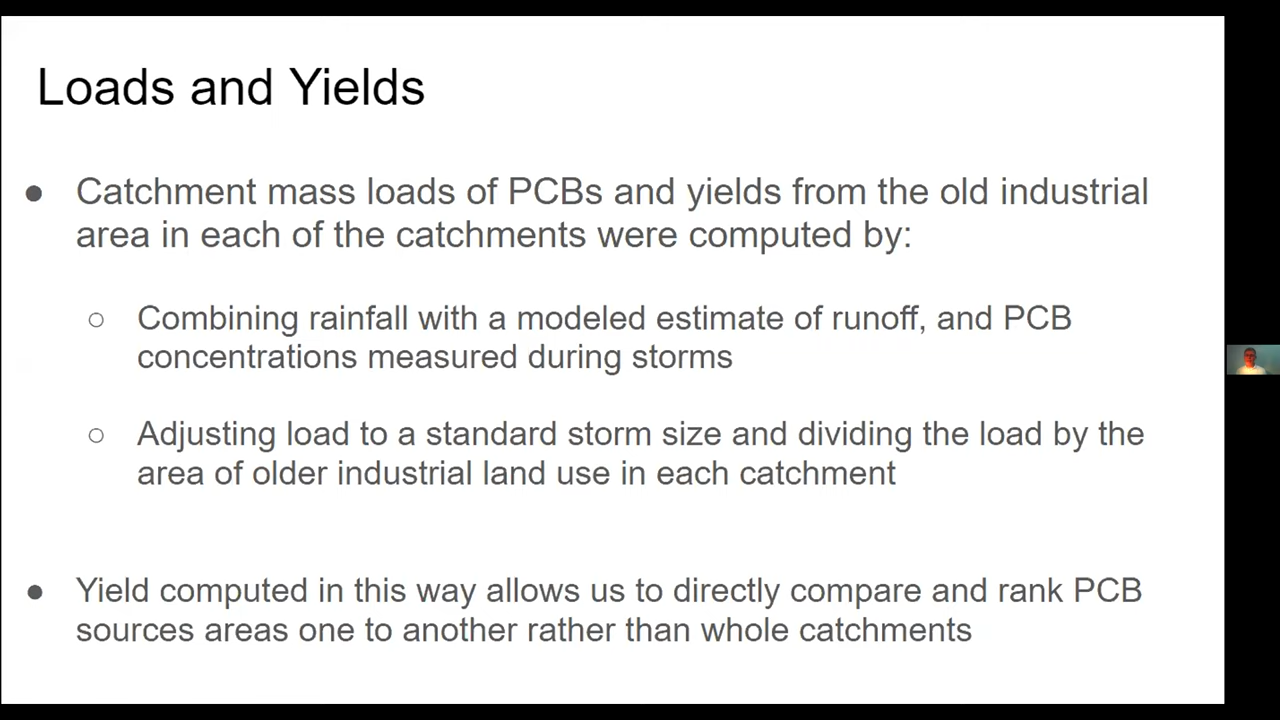 Loads and Yields
● Catchment mass loads of PCBs and yields from the old industrial
area in each of the catchments were computed by:
○ Combining rainfall with a modeled estimate of runoff, and PCB
concentrations measured during storms
○ Adjusting load to a standard storm size and dividing the load by the
area of older industrial land use in each catchment
● Yield computed in this way allows us to directly compare and rank PCB
sources areas one to another rather than whole catchments